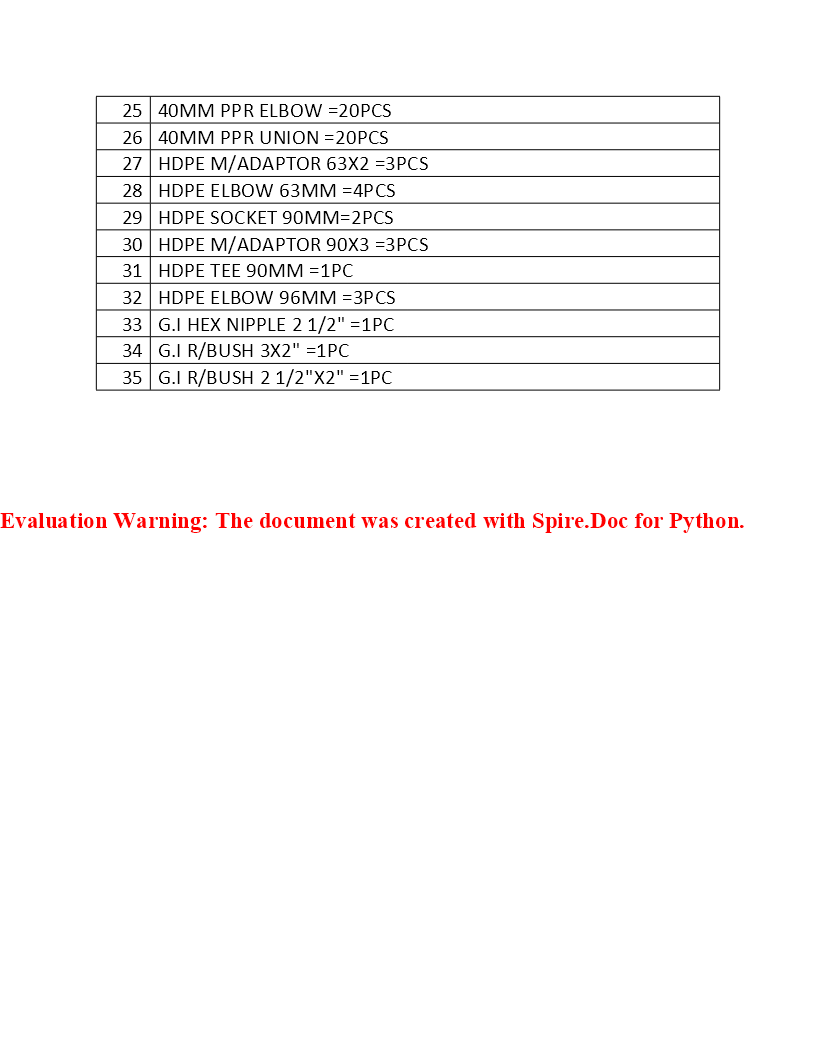 25 40MM PPR ELBOW =20PCS
26 40MM PPR UNION =20PCS
27 HDPE M/ADAPTOR 63X2 =3PCS
28 HDPE ELBOW 63MM =4PCS
29 HDPE SOCKET 90MM=2PCS
30 HDPE M/ADAPTOR 90X3 =3PCS
31 HDPE TEE 90MM =1PC
32 HDPE ELBOW 96MM =3PCS
33 G.I HEX NIPPLE 2 1/2" =1PC
34 G.I R/BUSH 3X2" =1PC
35 G.I R/BUSH 2 1/2"X2" =1PC
Evaluation Warning: The document was created with Spire.Doc for Python.